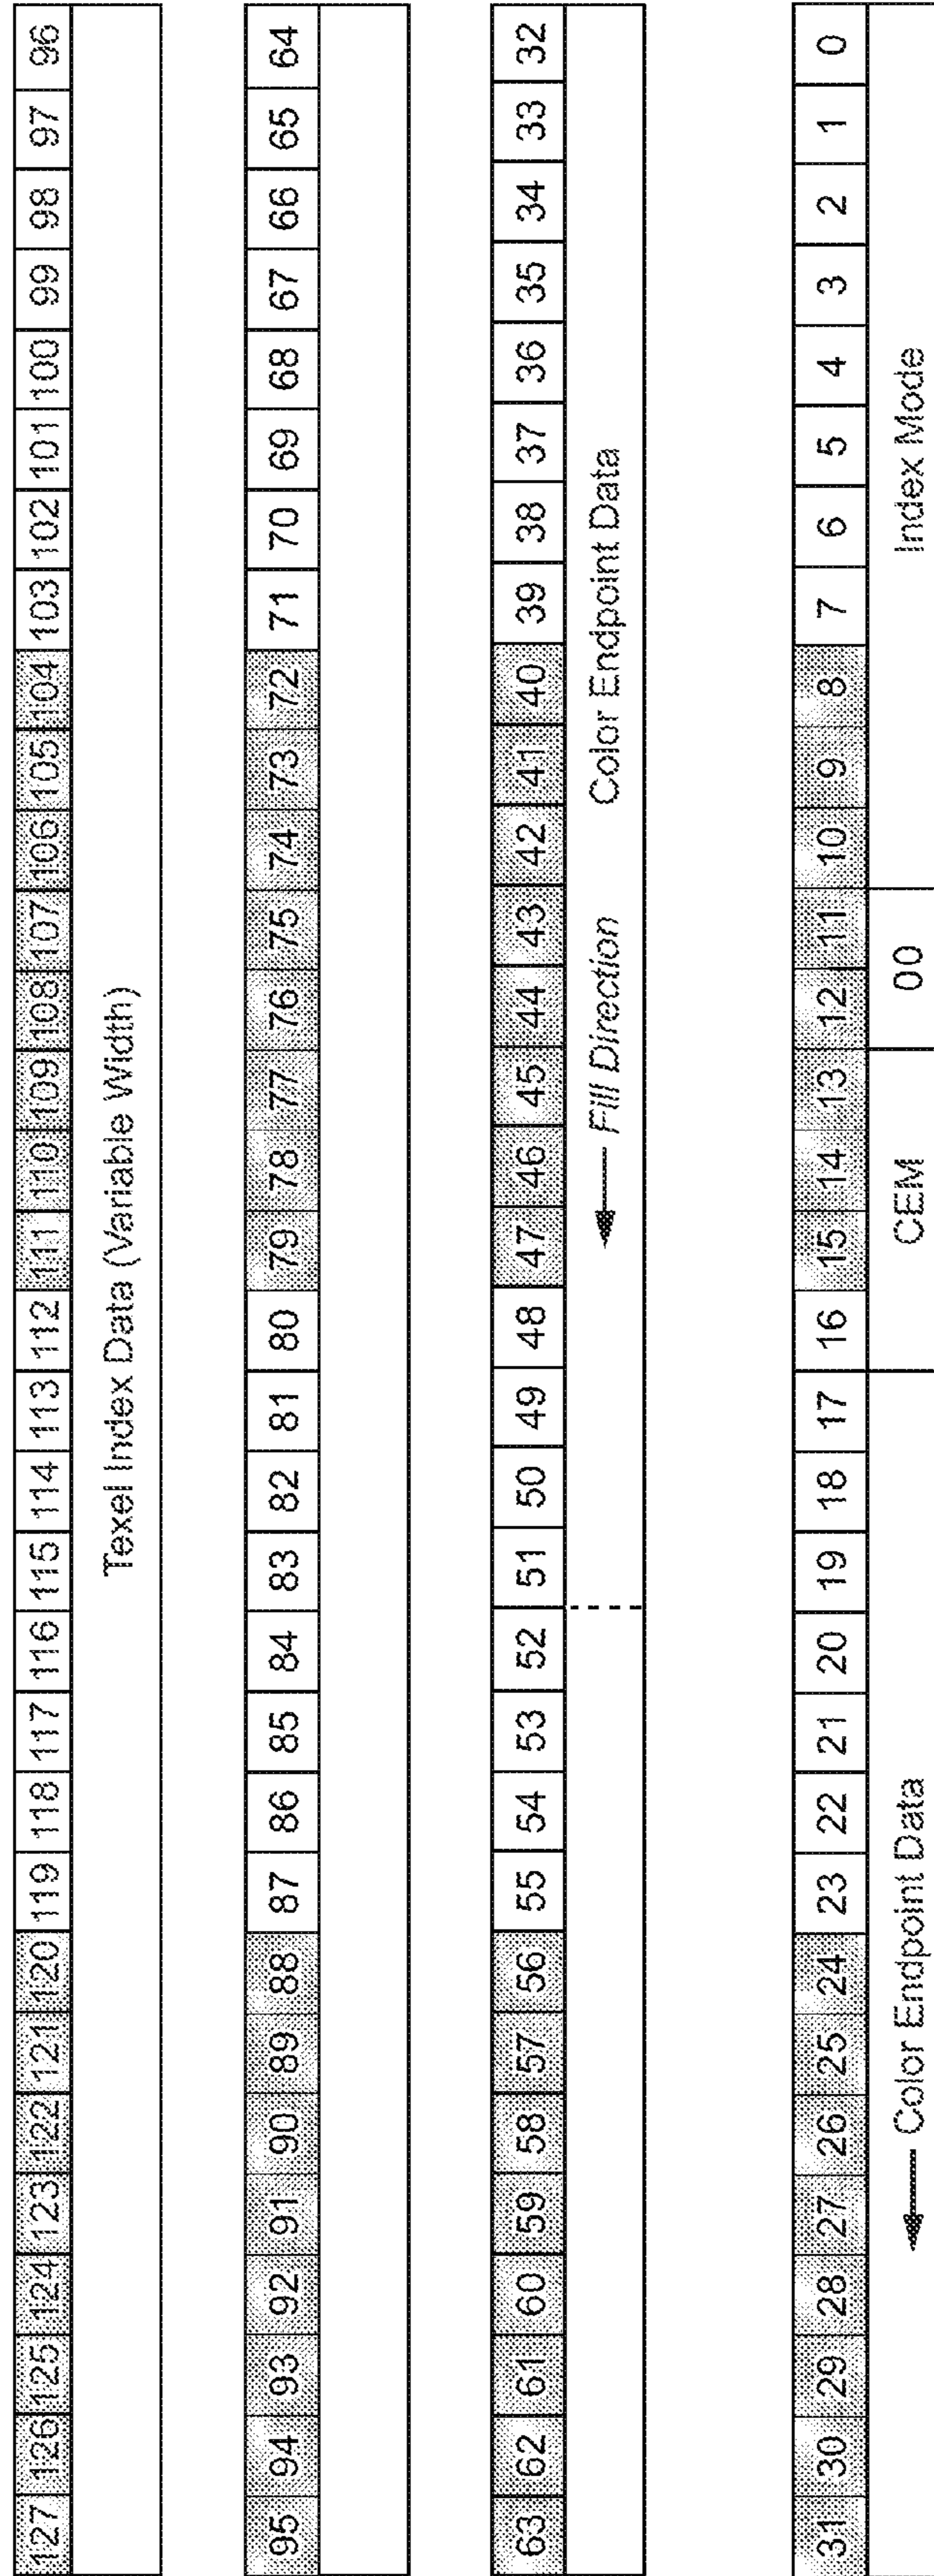 127 126 125 124 123 122 121 120 119 118 117 116 115 114 113 112 111 110 109 108 107 106 105 104 103 102 101 100 99 98 97 96
Texel Index Data (Variable Width)
95 94 93 92 91 90 89 88 87 86 85 84 83 82 81 80 79 78 77 76 75 74 73 72 71 70 69 68 67 66 65 64
63 62 61 60 59 58 57 56 55 54 53 52 51 50 49 48 47 46 45 44 43 42 41 40 39 38 37 36 35 34 33 32
Fill Direction Color Endpoint Data
31 30 29 28 27 26 25 24 23 22 21 20 19 18 17 16 15 14 13 12 11 10 9 8 7 6 5 4 3 2 1 0
Color Endpoint Data CEM 00 Index Mode